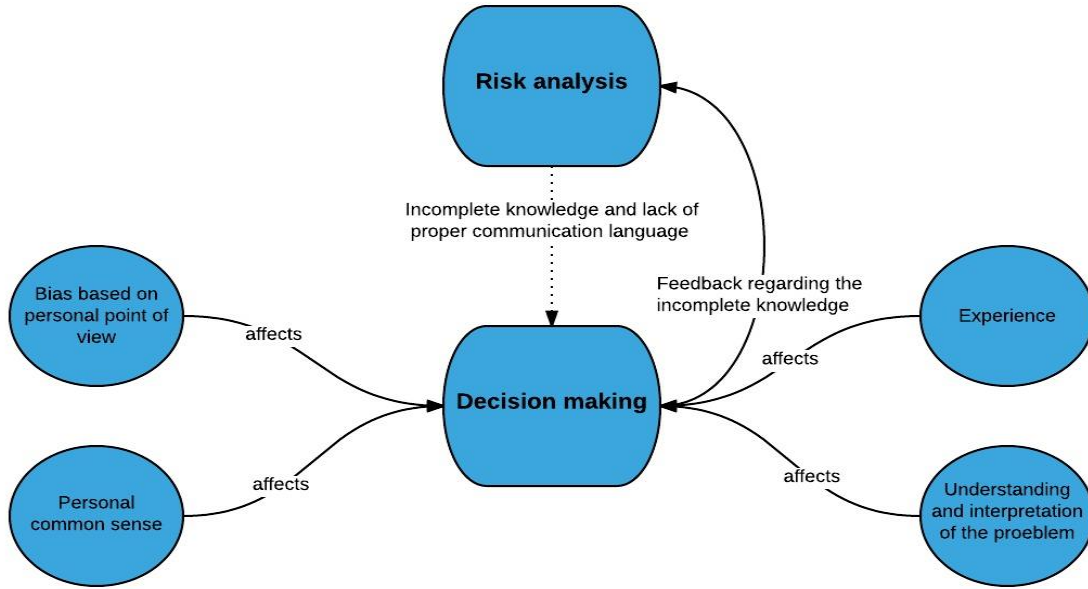 Risk analysis
Incomplete knowledge and lack of
proper communication language
Feedback regarding the
incomplete knowledge
Bias based on
personal point of
view
affects
Experience
affects
Decision making
Personal
common sense
affects
Understanding
and interpretation
of the proeblem
affects